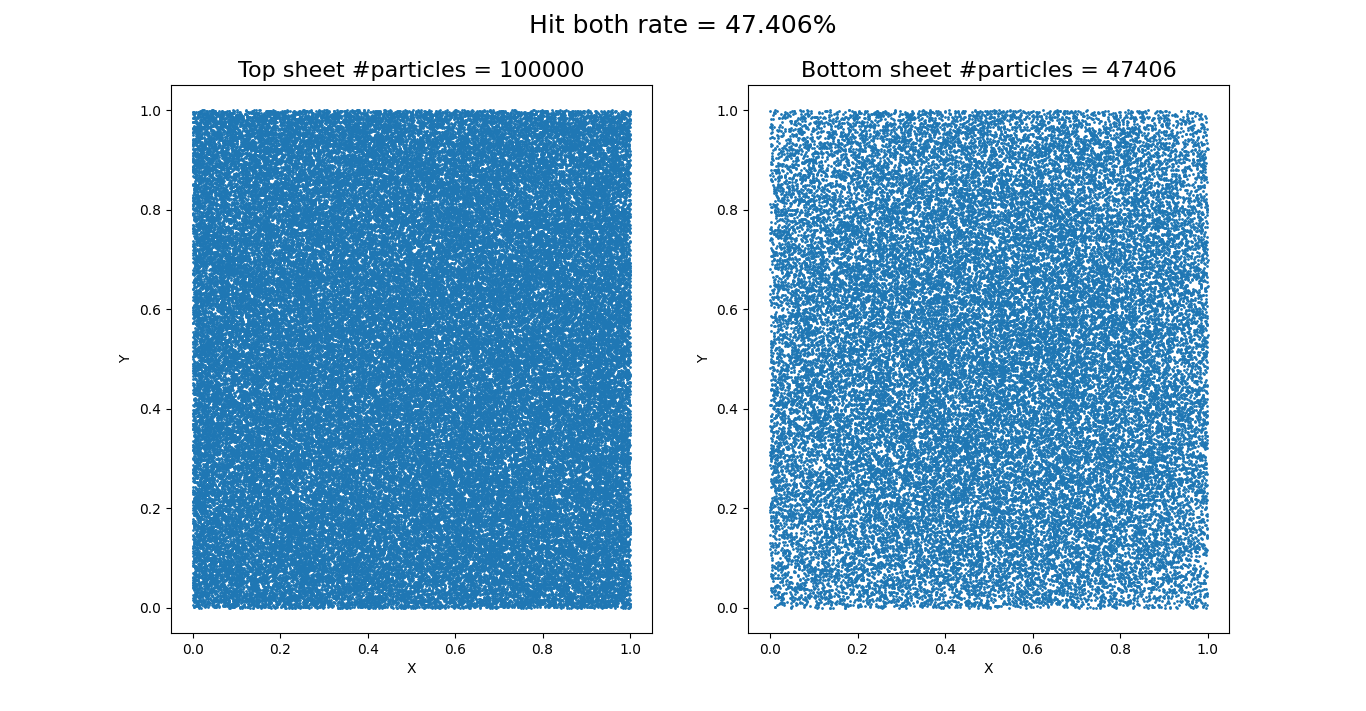 Hit both rate = 47.406%
Top sheet #particles = 100000
1.0
0.8
0.6
0.4
0.2
0.0
Y
0.0 0.2 0.4 0.6 0.8 1.0
X
Bottom sheet #particles = 47406
1.0
0.8
0.6
0.4
0.2
0.0
Y
0.0 0.2 0.4 0.6 0.8 1.0
X